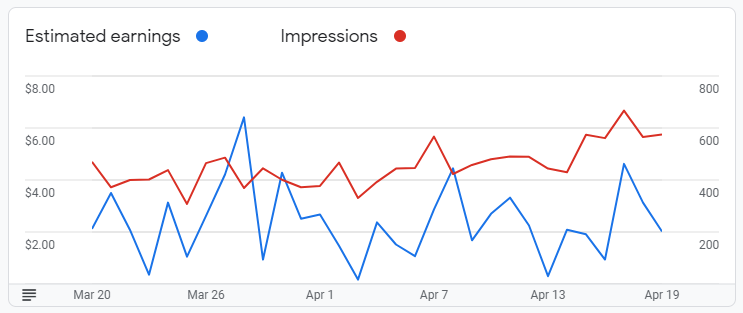 Estimated earnings Impressions
$8.00 800
$6.00 600
$4.00 400
$2.00 200
Mar 20 Mar 26 Apr 1 Apr 7 Apr 13 Apr 19